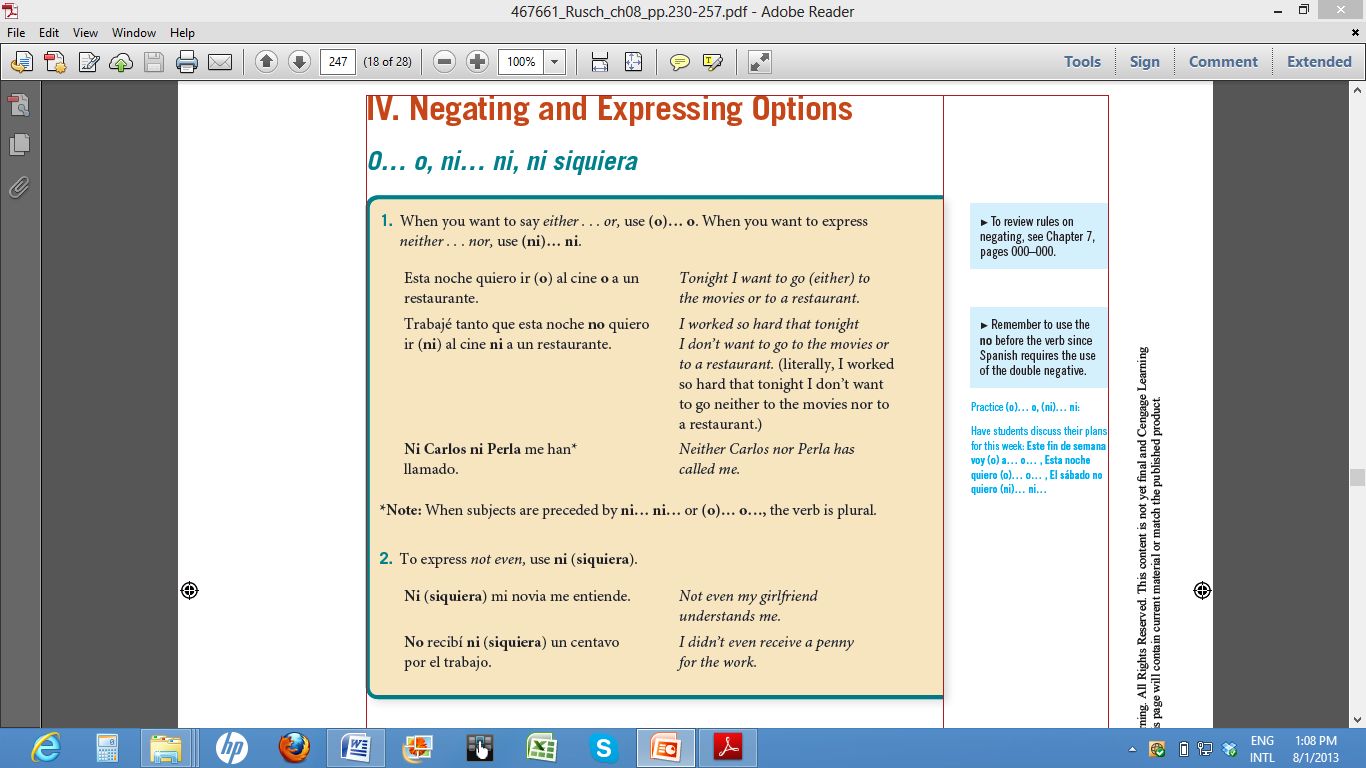 467661_Rusch_ch08_pp.230-257.pdf - Adobe Reader
File Edit View Window Help
247 (18 of 28) 100% Tools Sign Comment Extended
IV. Negating and Expressing Options
O… o, ni… ni, ni siquiera
1. When you want to say either . . . or, use (o)… o. When you want to express
neither . . . nor, use (ni)… ni.
Esta noche quiero ir (o) al cine o a un
restaurante.
Tonight I want to go (either) to
the movies or to a restaurant.
Trabajé tanto que esta noche no quiero
ir (ni) al cine ni a un restaurante.
I worked so hard that tonight
I don't want to go to the movies or
to a restaurant. (literally, I worked
so hard that tonight I don't want
to go neither to the movies nor to
a restaurant.)
Ni Carlos ni Perla me han*
llamado.
Neither Carlos nor Perla has
called me.
*Note: When subjects are preceded by ni… ni… or (o)… o…, the verb is plural.
2. To express not even, use ni (siquiera).
Ni (siquiera) mi novia me entiende.
Not even my girlfriend
understands me.
No recibí ni (siquiera) un centavo
por el trabajo.
I didn't even receive a penny
for the work.
► To review rules on
negating, see Chapter 7,
pages 000–000.
► Remember to use the
no before the verb since
Spanish requires the use
of the double negative.
Practice (o)… o, (ni)… ni:
Have students discuss their plans
for this week: Este fin de semana
voy (o) a… o… , Esta noche
quiero (o)… o… , El sábado no
quiero (ni)… ni…
rning. All Rights Reserved. This content is not yet final and Cengage Learning
s page will contain current material or match the published product.
hp
W
X
S
P
ENG
INTL
1:08 PM
8/1/2013